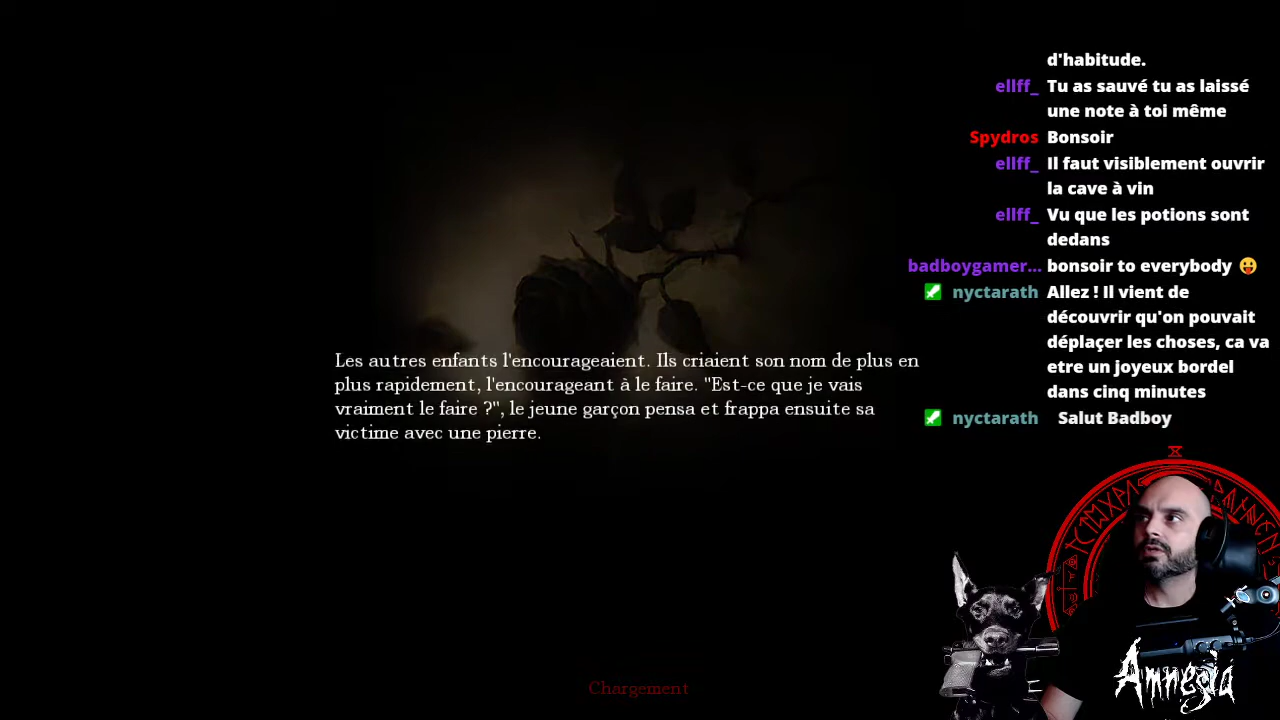 Les autres enfants l'encourageaient. Ils criaient son nom de plus en
plus rapidement, l'encourageant à le faire. "Est-ce que je vais
vraiment le faire ?", le jeune garçon pensa et frappa ensuite sa
victime avec une pierre.
Chargement
d'habitude.
ellff_ Tu as sauvé tu as laissé
une note à toi même
Spydros Bonsoir
ellff_ Il faut visiblement ouvrir
la cave à vin
ellff_ Vu que les potions sont
dedans
badboygamer... bonsoir to everybody 😛
nyctarath Allez ! Il vient de
découvrir qu'on pouvait
déplacer les choses, ca va
etre un joyeux bordel
dans cinq minutes
nyctarath Salut Badboy
Amnesia